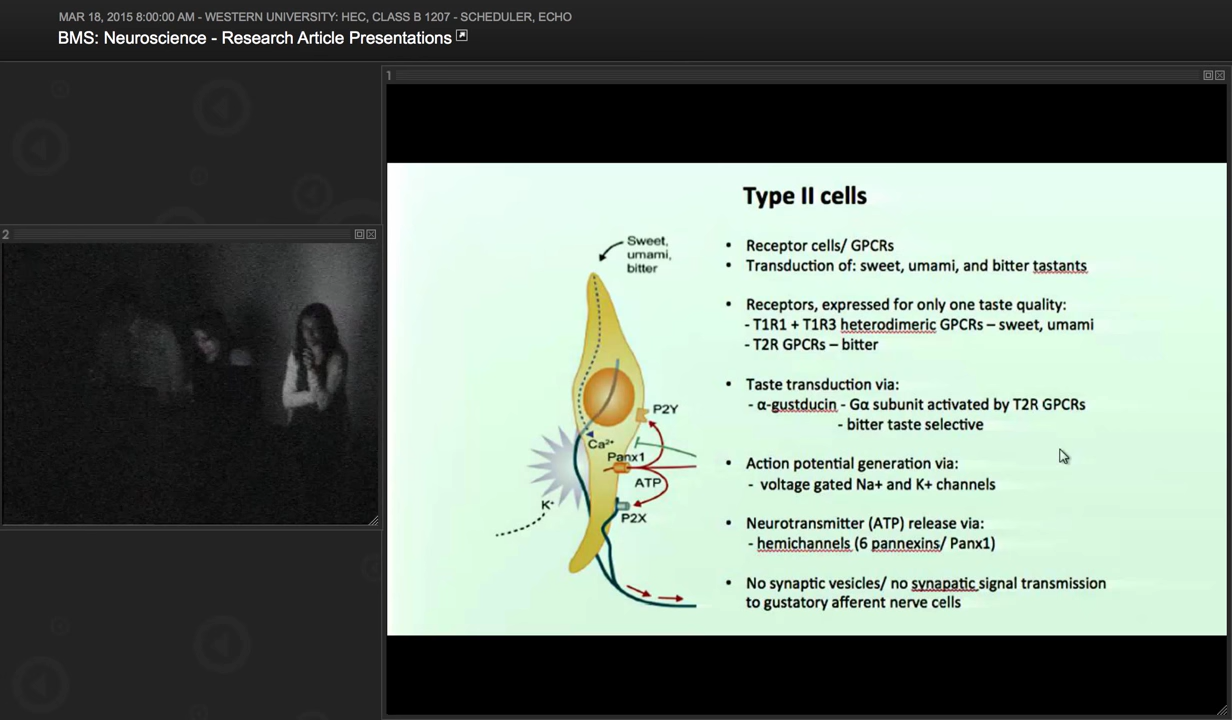 MAR 18, 2015 8:00:00 AM - WESTERN UNIVERSITY: HEC, CLASS B 1207 - SCHEDULER, ECHO
BMS: Neuroscience - Research Article Presentations
1
2
Type II cells
Sweet,
umami,
bitter
P2Y
Ca²⁺
Panx1
ATP
K⁺
P2X
• Receptor cells/ GPCRs
• Transduction of: sweet, umami, and bitter tastants
• Receptors, expressed for only one taste quality:
- T1R1 + T1R3 heterodimeric GPCRs – sweet, umami
- T2R GPCRs – bitter
• Taste transduction via:
- α-gustducin - Gα subunit activated by T2R GPCRs
- bitter taste selective
• Action potential generation via:
- voltage gated Na+ and K+ channels
• Neurotransmitter (ATP) release via:
- hemichannels (6 pannexins/ Panx1)
• No synaptic vesicles/ no synapatic signal transmission
to gustatory afferent nerve cells